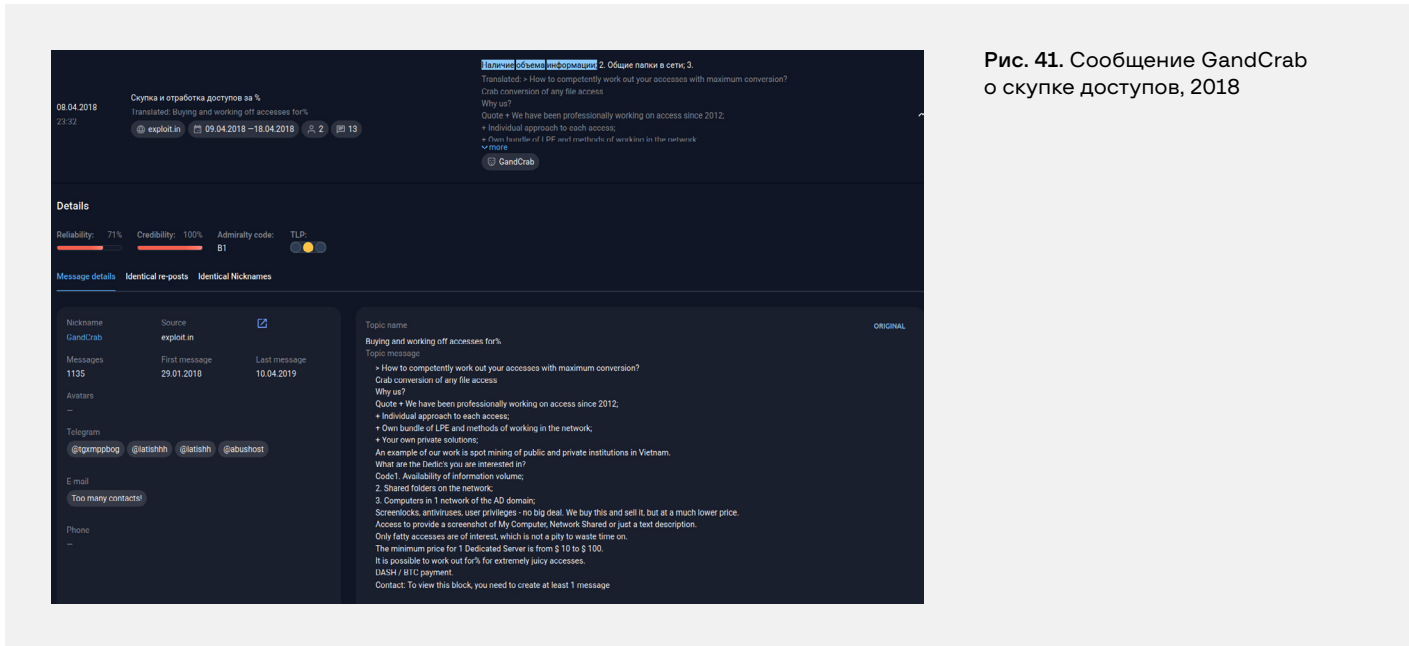 Рис. 41. Сообщение GandCrab
о скупке доступов, 2018
08.04.2018
23:32
Скупка и отработка доступов за %
Translated: Buying and working off accesses for%
exploit.in 09.04.2018 —18.04.2018 2 13
Наличие объема информации; 2. Общие папки в сети; 3.
Translated: > How to competently work out your accesses with maximum conversion?
Crab conversion of any file access
Why us?
Quote + We have been professionally working on access since 2012;
+ Individual approach to each access;
+ Own bundle of LPE and methods of working in the network
more
GandCrab
Details
Reliability: 71% Credibility: 100% Admiralty code: TLP:
B1
Message details Identical re-posts Identical Nicknames
Nickname Source
GandCrab exploit.in
Messages First message Last message
1135 29.01.2018 10.04.2019
Avatars
—
Telegram
@tgxmppbog @latishhh @latishh @abushost
E-mail
Too many contacts!
Phone
—
Topic name ORIGINAL
Buying and working off accesses for%
Topic message
> How to competently work out your accesses with maximum conversion?
Crab conversion of any file access
Why us?
Quote + We have been professionally working on access since 2012;
+ Individual approach to each access;
+ Own bundle of LPE and methods of working in the network;
+ Your own private solutions;
An example of our work is spot mining of public and private institutions in Vietnam.
What are the Dedic's you are interested in?
Code1. Availability of information volume;
2. Shared folders on the network;
3. Computers in 1 network of the AD domain;
Screenlocks, antiviruses, user privileges - no big deal. We buy this and sell it, but at a much lower price.
Access to provide a screenshot of My Computer, Network Shared or just a text description.
Only fatty accesses are of interest, which is not a pity to waste time on.
The minimum price for 1 Dedicated Server is from $ 10 to $ 100.
It is possible to work out for% for extremely juicy accesses.
DASH / BTC payment.
Contact: To view this block, you need to create at least 1 message